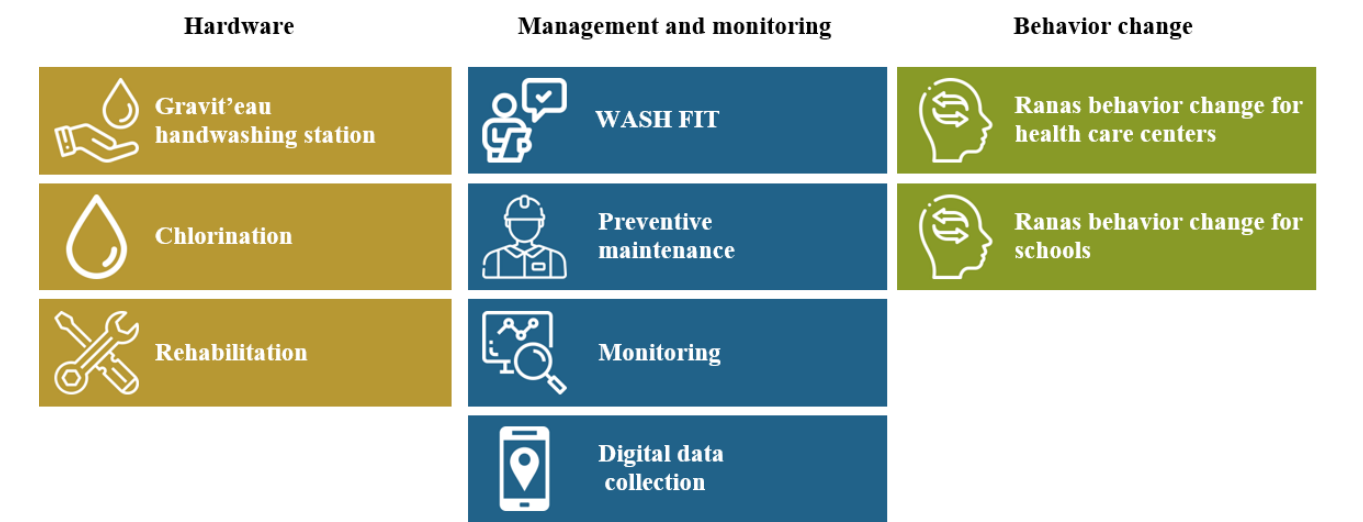 Hardware
Gravit’eau
handwashing station
Chlorination
Rehabilitation
Management and monitoring
WASH FIT
Preventive
maintenance
Monitoring
Digital data
collection
Behavior change
Ranas behavior change for
health care centers
Ranas behavior change for
schools